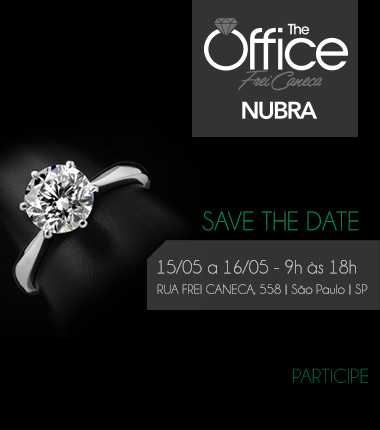 The
Office
Frei Caneca
NUBRA
SAVE THE DATE
15/05 a 16/05 - 9h às 18h
RUA FREI CANECA, 558 | São Paulo | SP
PARTICIPE